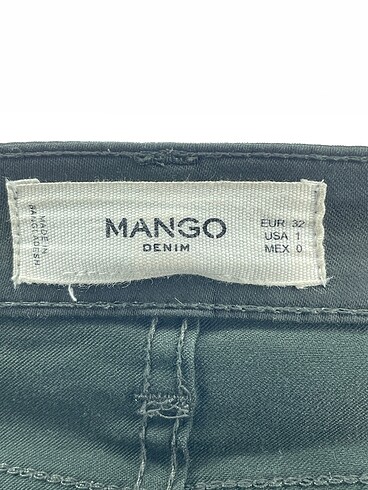 MADE IN
BANGLADESH
MANGO
DENIM
EUR 32
USA 1
MEX 0